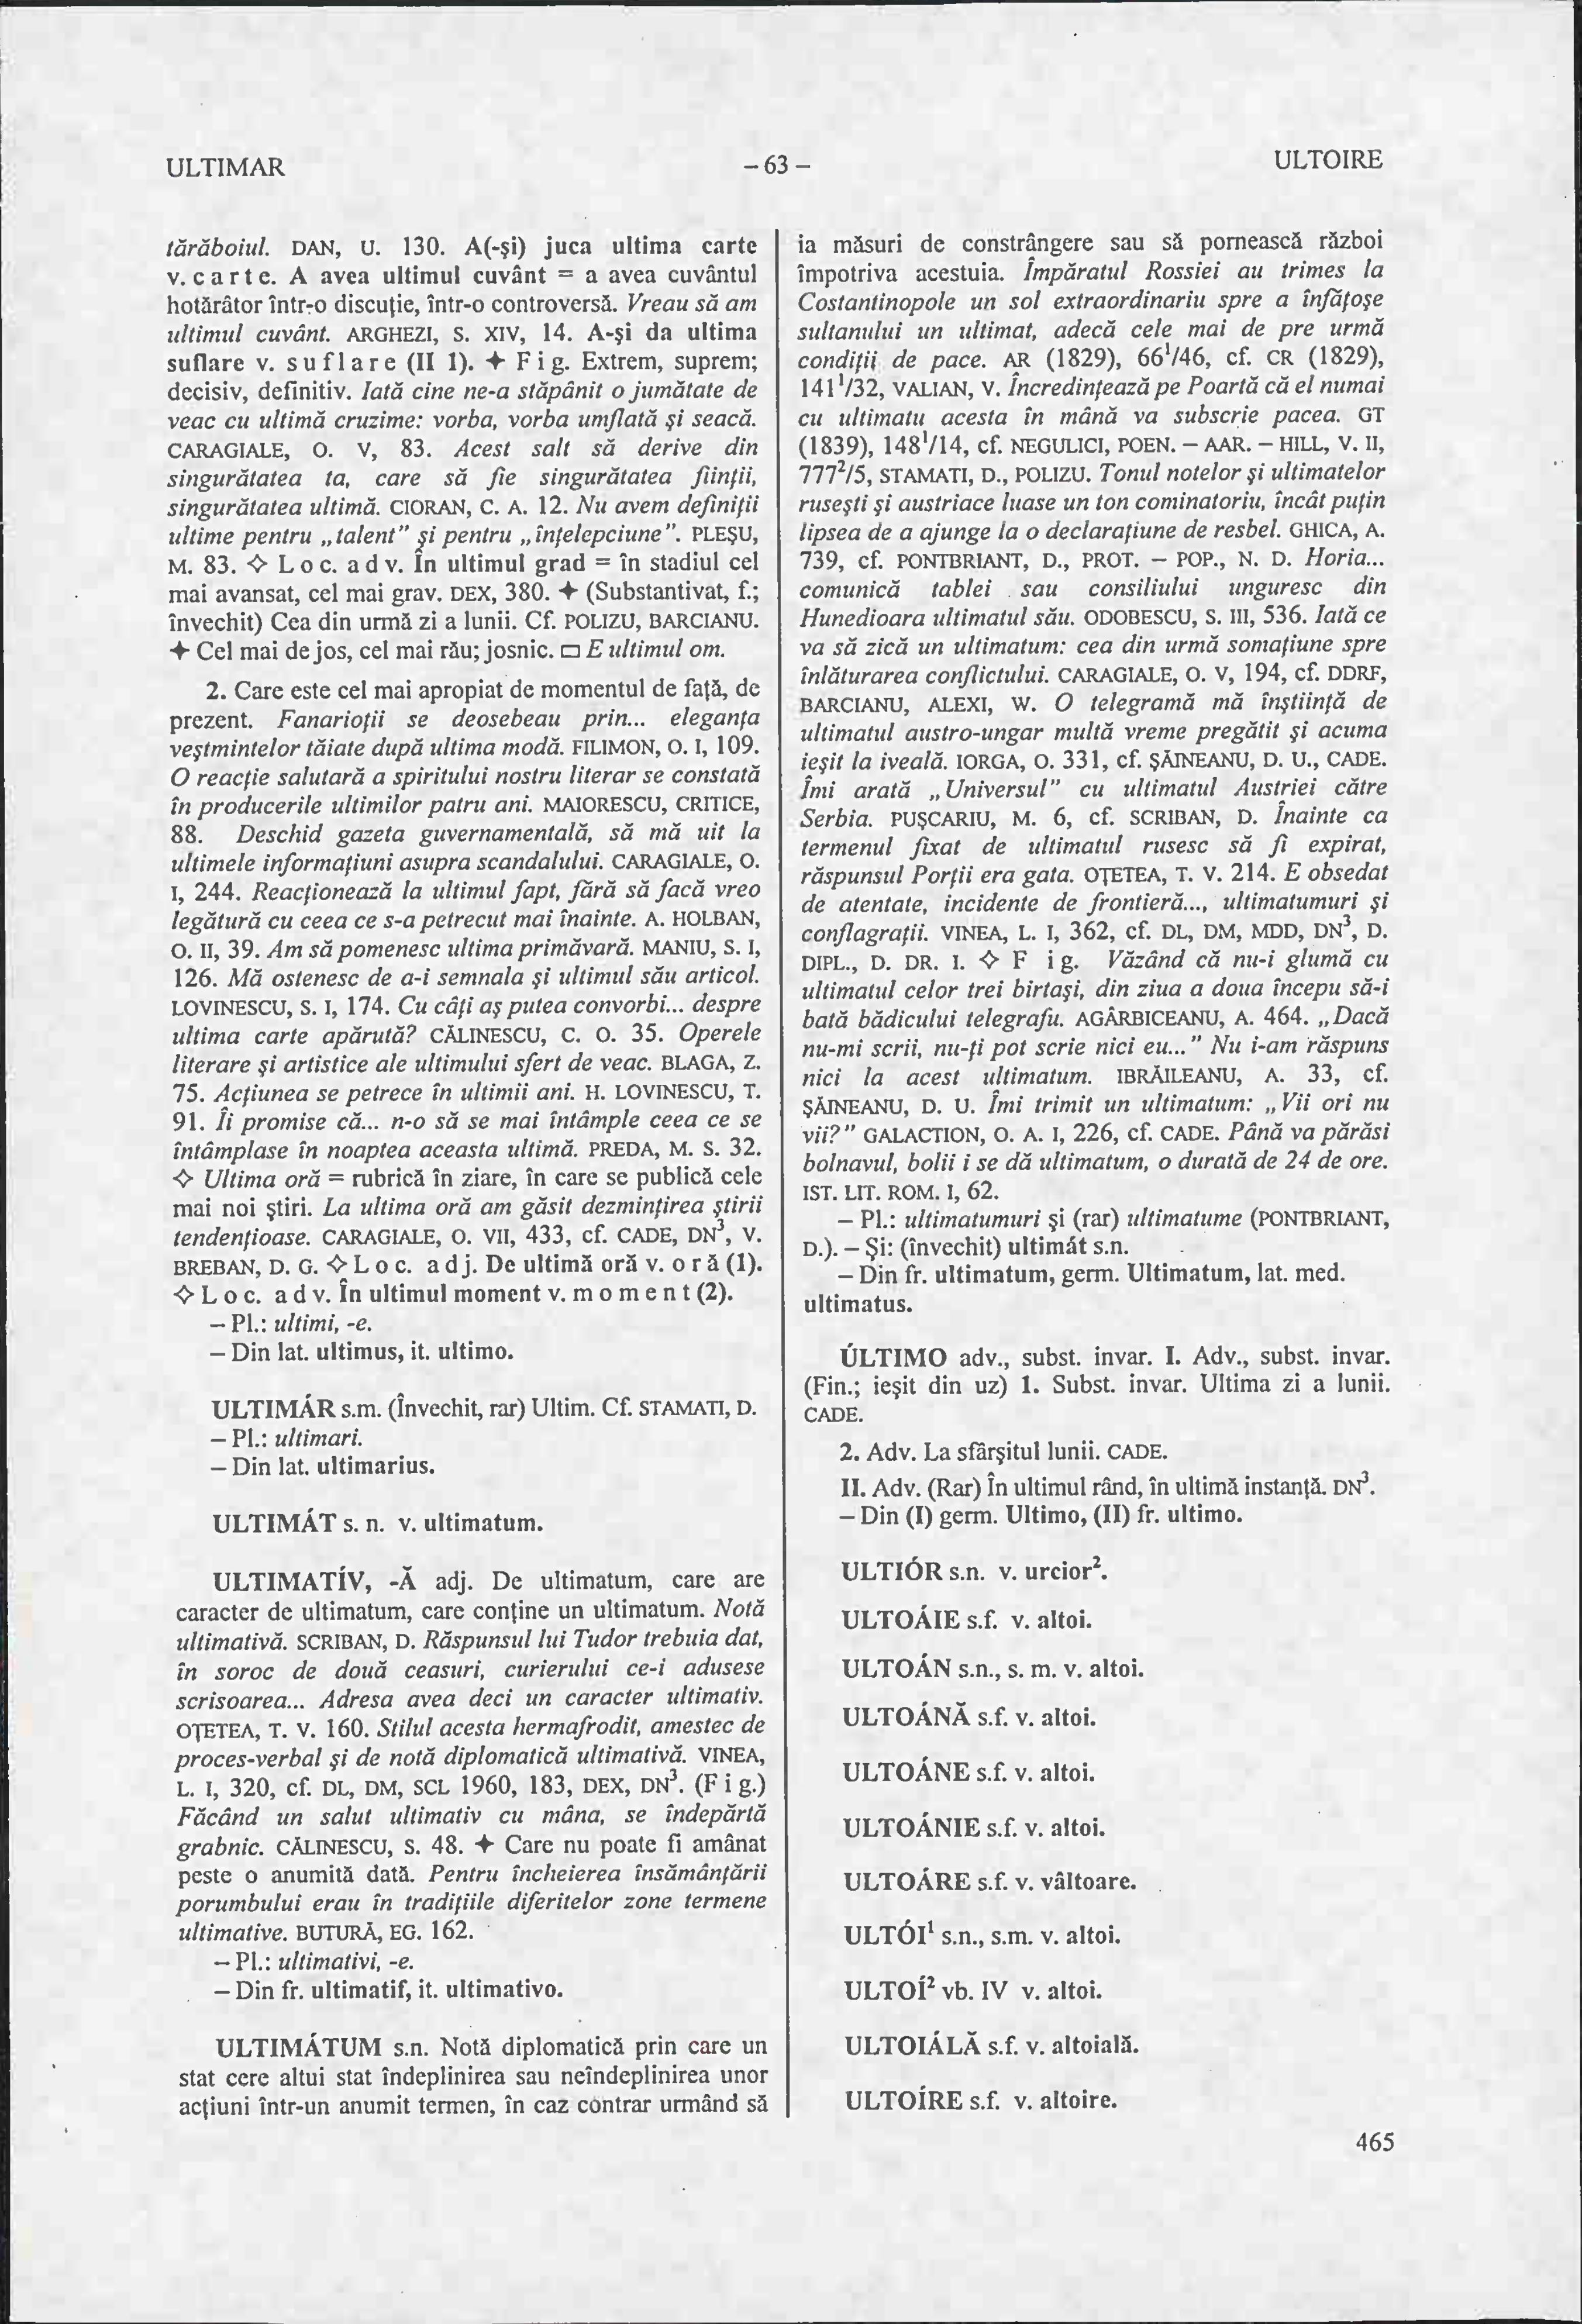 ULTIMAR
– 63 –
ULTOIRE
tărăboiul. DAN, U. 130. A(-şi) juca ultima carte
v. carte. A avea ultimul cuvânt = a avea cuvântul
hotărâtor într-o discuţie, într-o controversă. Vreau să am
ultimul cuvânt. ARGHEZI, S. XIV, 14. A-şi da ultima
suflare v. suflare (II 1). ✦ Fig. Extrem, suprem;
decisiv, definitiv. Iată cine ne-a stăpânit o jumătate de
veac cu ultimă cruzime: vorba, vorba umflată şi seacă.
CARAGIALE, O. V, 83. Acest salt să derive din
singurătatea ta, care să fie singurătatea fiinţii,
singurătatea ultimă. CIORAN, C. A. 12. Nu avem definiţii
ultime pentru „talent” şi pentru „înţelepciune”. PLEŞU,
M. 83. ◇ Loc. adv. În ultimul grad = în stadiul cel
mai avansat, cel mai grav. DEX, 380. ✦ (Substantivat, f.;
învechit) Cea din urmă zi a lunii. Cf. POLIZU, BARCIANU.
✦ Cel mai de jos, cel mai rău; josnic. □ E ultimul om.
2. Care este cel mai apropiat de momentul de faţă, de
prezent. Fanarioţii se deosebeau prin... eleganţa
veştmintelor tăiate după ultima modă. FILIMON, O. I, 109.
O reacţie salutară a spiritului nostru literar se constată
în producerile ultimilor patru ani. MAIORESCU, CRITICE,
88. Deschid gazeta guvernamentală, să mă uit la
ultimele informaţiuni asupra scandalului. CARAGIALE, O.
I, 244. Reacţionează la ultimul fapt, fără să facă vreo
legătură cu ceea ce s-a petrecut mai înainte. A. HOLBAN,
O. II, 39. Am să pomenesc ultima primăvară. MANIU, S. I,
126. Mă ostenesc de a-i semnala şi ultimul său articol.
LOVINESCU, S. I, 174. Cu câţi aş putea convorbi... despre
ultima carte apărută? CĂLINESCU, C. O. 35. Operele
literare şi artistice ale ultimului sfert de veac. BLAGA, Z.
75. Acţiunea se petrece în ultimii ani. H. LOVINESCU, T.
91. Îi promise că... n-o să se mai întâmple ceea ce se
întâmplase în noaptea aceasta ultimă. PREDA, M. S. 32.
◇ Ultima oră = rubrică în ziare, în care se publică cele
mai noi ştiri. La ultima oră am găsit dezminţirea ştirii
tendenţioase. CARAGIALE, O. VII, 433, cf. CADE, DN³, V.
BREBAN, D. G. ◇ Loc. adj. De ultimă oră v. oră (1).
◇ Loc. adv. În ultimul moment v. moment (2).
– Pl.: ultimi, -e.
– Din lat. ultimus, it. ultimo.
ULTIMÁR s.m. (Învechit, rar) Ultim. Cf. STAMATI, D.
– Pl.: ultimari.
– Din lat. ultimarius.
ULTIMÁT s. n. v. ultimatum.
ULTIMATÍV, -Ă adj. De ultimatum, care are
caracter de ultimatum, care conţine un ultimatum. Notă
ultimativă. SCRIBAN, D. Răspunsul lui Tudor trebuia dat,
în soroc de două ceasuri, curierului ce-i adusese
scrisoarea... Adresa avea deci un caracter ultimativ.
OŢETEA, T. V. 160. Stilul acesta hermafrodit, amestec de
proces-verbal şi de notă diplomatică ultimativă. VINEA,
L. I, 320, cf. DL, DM, SCL 1960, 183, DEX, DN³. (Fig.)
Făcând un salut ultimativ cu mâna, se îndepărtă
grabnic. CĂLINESCU, S. 48. ✦ Care nu poate fi amânat
peste o anumită dată. Pentru încheierea însămânţării
porumbului erau în tradiţiile diferitelor zone termene
ultimative. BUTURĂ, EG. 162.
– Pl.: ultimativi, -e.
– Din fr. ultimatif, it. ultimativo.
ULTIMÁTUM s.n. Notă diplomatică prin care un
stat cere altui stat îndeplinirea sau neîndeplinirea unor
acţiuni într-un anumit termen, în caz contrar urmând să
ia măsuri de constrângere sau să pornească război
împotriva acestuia. Împăratul Rossiei au trimes la
Costantinopole un sol extraordinariu spre a înfăţoşe
sultanului un ultimat, adecă cele mai de pre urmă
condiţii de pace. AR (1829), 66¹/46, cf. CR (1829),
141¹/32, VALIAN, V. Încredinţează pe Poartă că el numai
cu ultimatu acesta în mână va subscrie pacea. GT
(1839), 148¹/14, cf. NEGULICI, POEN. – AAR. – HILL, V. II,
777²/5, STAMATI, D., POLIZU. Tonul notelor şi ultimatelor
ruseşti şi austriace luase un ton cominatoriu, încât puţin
lipsea de a ajunge la o declaraţiune de resbel. GHICA, A.
739, cf. PONTBRIANT, D., PROT. – POP., N. D. Horia...
comunică tablei sau consiliului unguresc din
Hunedioara ultimatul său. ODOBESCU, S. III, 536. Iată ce
va să zică un ultimatum: cea din urmă somaţiune spre
înlăturarea conflictului. CARAGIALE, O. V, 194, cf. DDRF,
BARCIANU, ALEXI, W. O telegramă mă înştiinţă de
ultimatul austro-ungar multă vreme pregătit şi acuma
ieşit la iveală. IORGA, O. 331, cf. ŞĂINEANU, D. U., CADE.
Îmi arată „Universul” cu ultimatul Austriei către
Serbia. PUŞCARIU, M. 6, cf. SCRIBAN, D. Înainte ca
termenul fixat de ultimatul rusesc să fi expirat,
răspunsul Porţii era gata. OŢETEA, T. V. 214. E obsedat
de atentate, incidente de frontieră..., ultimatumuri şi
conflagraţii. VINEA, L. I, 362, cf. DL, DM, MDD, DN³, D.
DIPL., D. DR. I. ◇ Fig. Văzând că nu-i glumă cu
ultimatul celor trei birtaşi, din ziua a doua începu să-i
bată bădicului telegrafu. AGÂRBICEANU, A. 464. „Dacă
nu-mi scrii, nu-ţi pot scrie nici eu...” Nu i-am răspuns
nici la acest ultimatum. IBRĂILEANU, A. 33, cf.
ŞĂINEANU, D. U. Îmi trimit un ultimatum: „Vii ori nu
vii?” GALACTION, O. A. I, 226, cf. CADE. Până va părăsi
bolnavul, bolii i se dă ultimatum, o durată de 24 de ore.
IST. LIT. ROM. I, 62.
– Pl.: ultimatumuri şi (rar) ultimatume (PONTBRIANT,
D.). – Şi: (învechit) ultimát s.n.
– Din fr. ultimatum, germ. Ultimatum, lat. med.
ultimatus.
ÚLTIMO adv., subst. invar. I. Adv., subst. invar.
(Fin.; ieşit din uz) 1. Subst. invar. Ultima zi a lunii.
CADE.
2. Adv. La sfârşitul lunii. CADE.
II. Adv. (Rar) În ultimul rând, în ultimă instanţă. DN³.
– Din (I) germ. Ultimo, (II) fr. ultimo.
ULTIÓR s.n. v. urcior².
ULTOÁIE s.f. v. altoi.
ULTOÁN s.n., s. m. v. altoi.
ULTOÁNĂ s.f. v. altoi.
ULTOÁNE s.f. v. altoi.
ULTOÁNIE s.f. v. altoi.
ULTOÁRE s.f. v. vâltoare.
ULTÓI¹ s.n., s.m. v. altoi.
ULTOÍ² vb. IV v. altoi.
ULTOIÁLĂ s.f. v. altoială.
ULTOÍRE s.f. v. altoire.
465